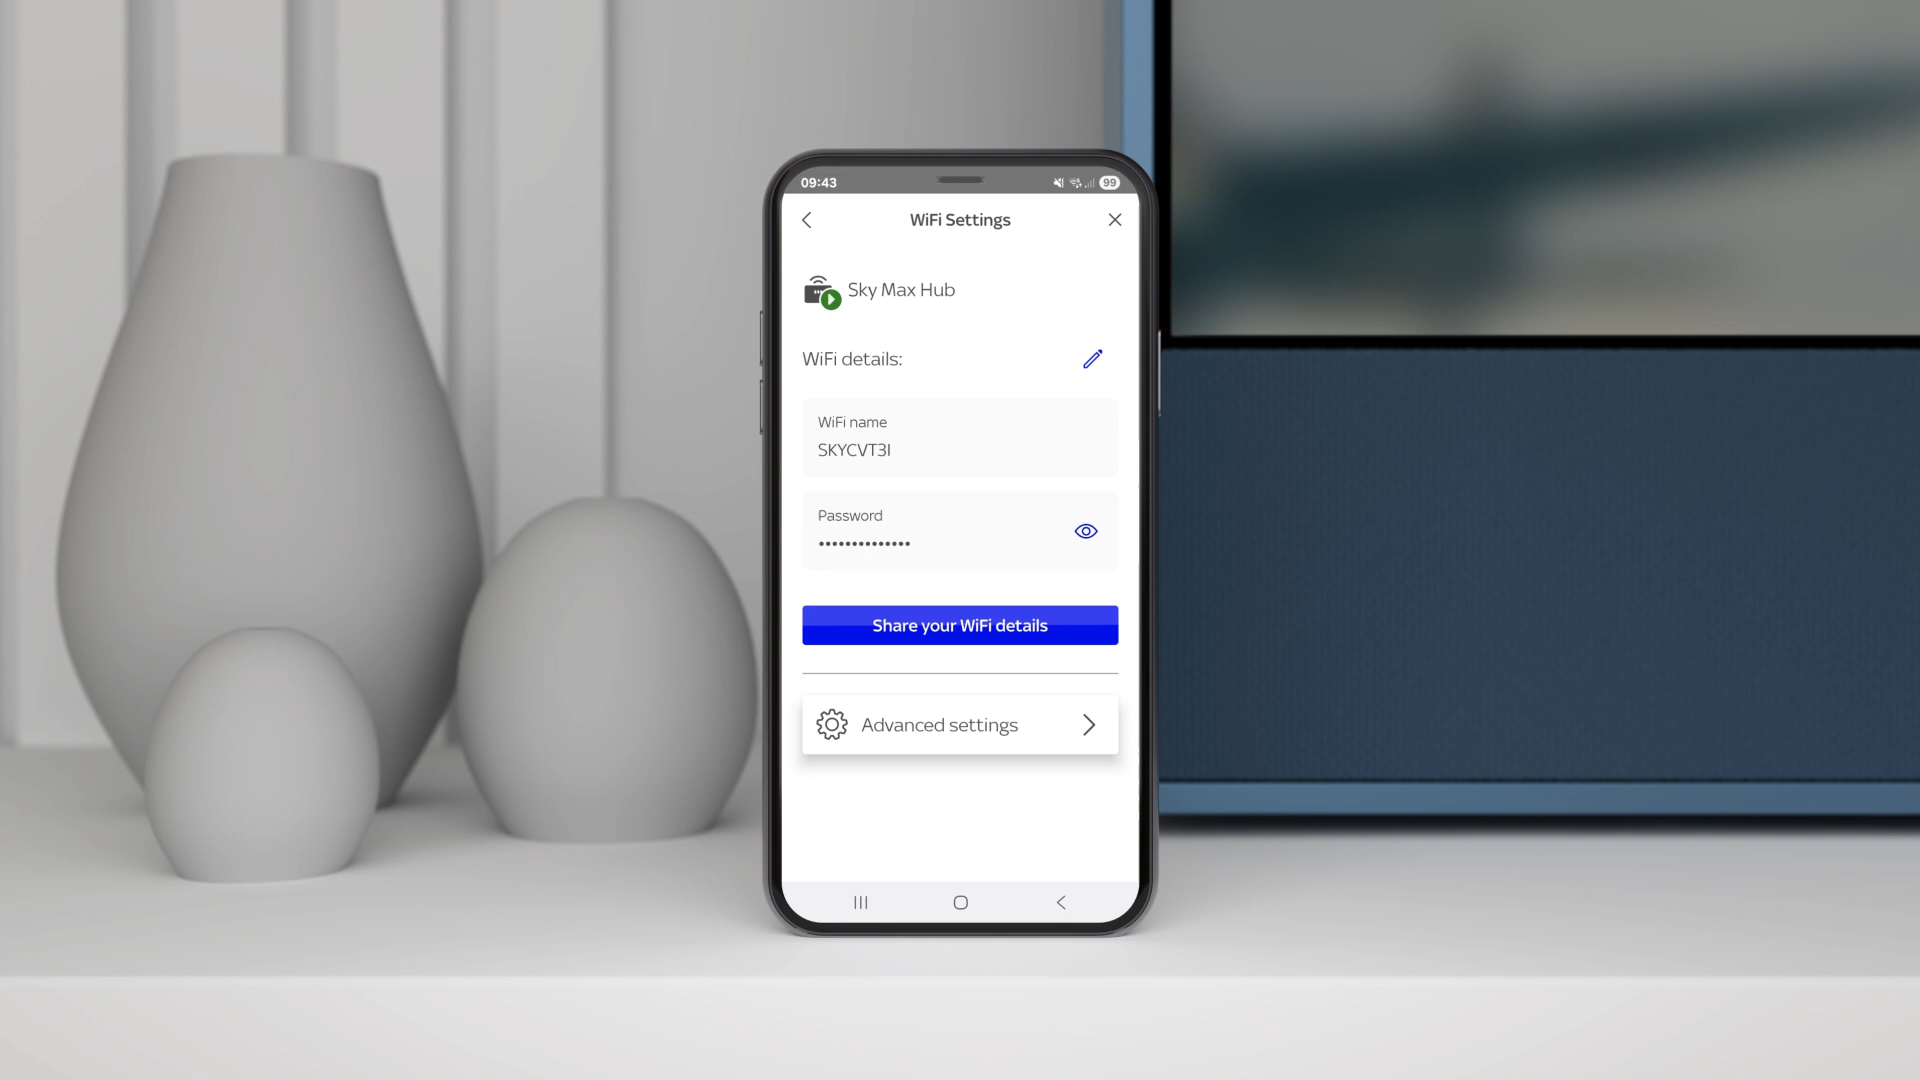 09:43
99
WiFi Settings
Sky Max Hub
WiFi details:
WiFi name
SKYCVT3I
Password
••••••••••••••
Share your WiFi details
Advanced settings